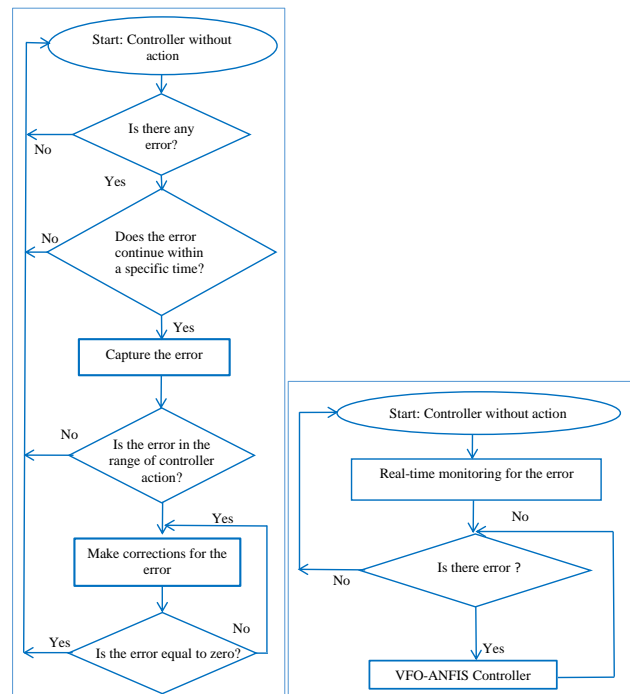 Start: Controller without
action
Is there any
error?
No
Yes
No
Does the error
continue within
a specific time?
Yes
Capture the error
No
Is the error in the
range of controller
action?
Yes
Make corrections for the
error
Yes
No
Is the error equal to zero?
Start: Controller without action
Real-time monitoring for the error
No
Is there error ?
No
Yes
VFO-ANFIS Controller